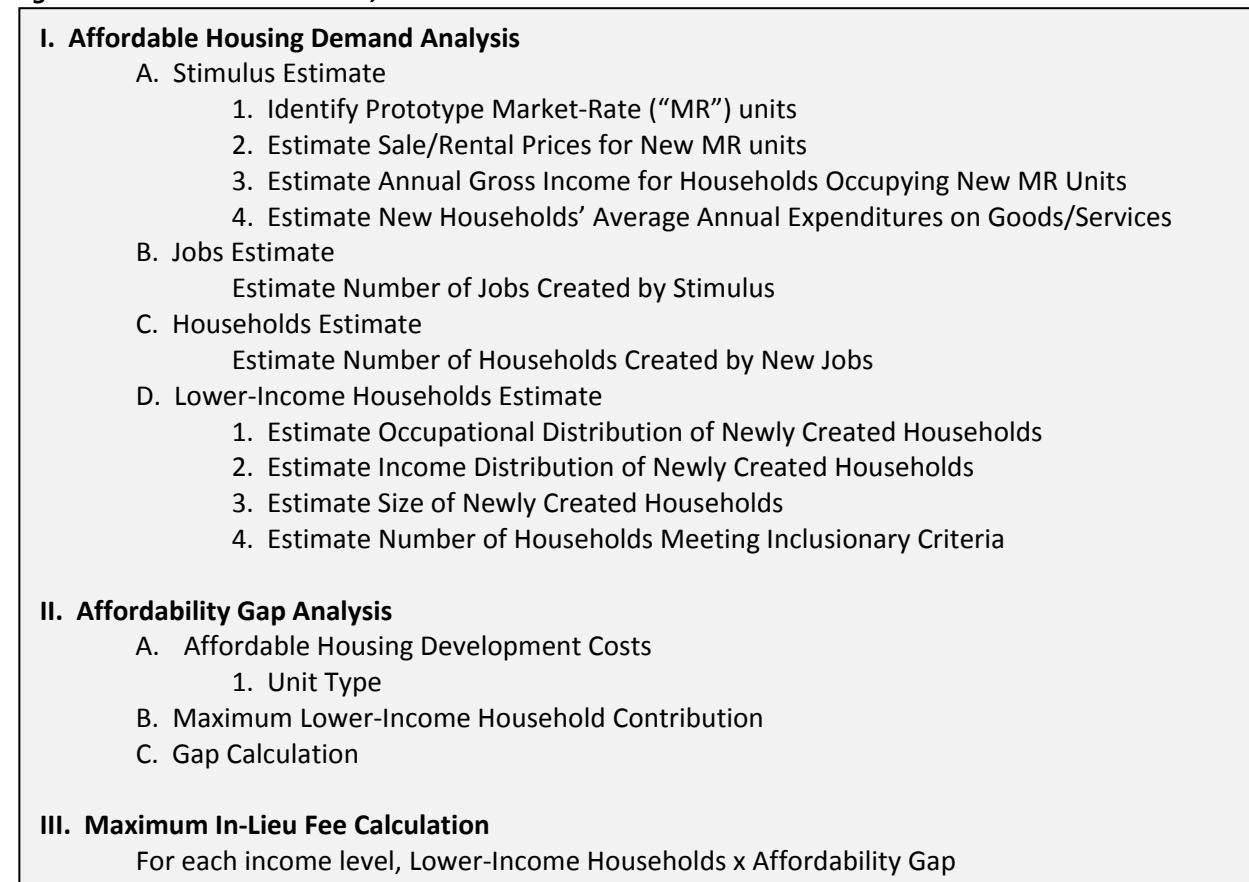 I. Affordable Housing Demand Analysis
A. Stimulus Estimate
1. Identify Prototype Market-Rate (“MR”) units
2. Estimate Sale/Rental Prices for New MR units
3. Estimate Annual Gross Income for Households Occupying New MR Units
4. Estimate New Households’ Average Annual Expenditures on Goods/Services
B. Jobs Estimate
Estimate Number of Jobs Created by Stimulus
C. Households Estimate
Estimate Number of Households Created by New Jobs
D. Lower-Income Households Estimate
1. Estimate Occupational Distribution of Newly Created Households
2. Estimate Income Distribution of Newly Created Households
3. Estimate Size of Newly Created Households
4. Estimate Number of Households Meeting Inclusionary Criteria
II. Affordability Gap Analysis
A. Affordable Housing Development Costs
1. Unit Type
B. Maximum Lower-Income Household Contribution
C. Gap Calculation
III. Maximum In-Lieu Fee Calculation
For each income level, Lower-Income Households x Affordability Gap